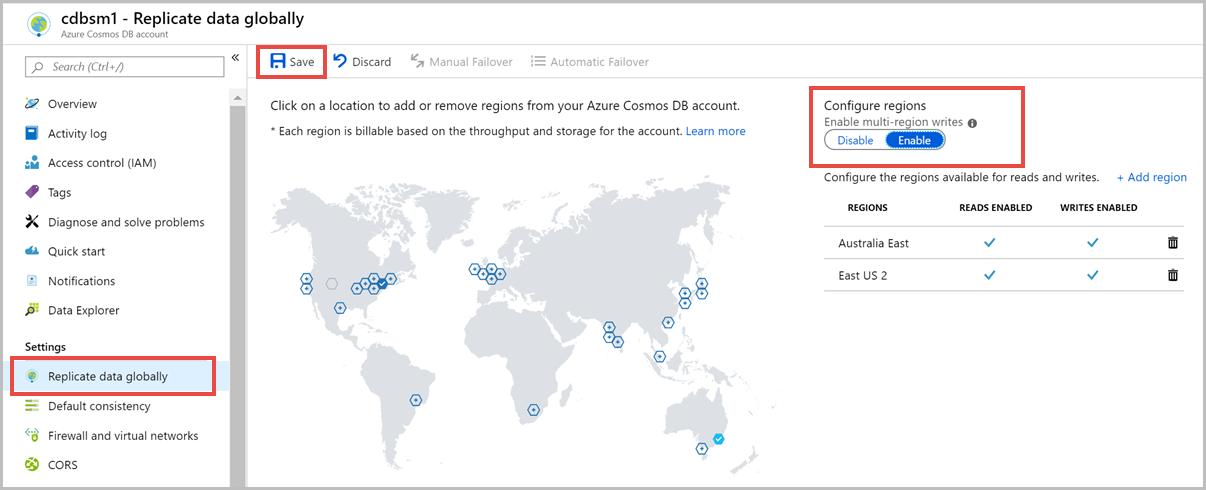 cdbsm1 - Replicate data globally
Azure Cosmos DB account
Search (Ctrl+/)
«
Overview
Activity log
Access control (IAM)
Tags
Diagnose and solve problems
Quick start
Notifications
Data Explorer
Settings
Replicate data globally
Default consistency
Firewall and virtual networks
CORS
Save Discard Manual Failover Automatic Failover
Click on a location to add or remove regions from your Azure Cosmos DB account.
* Each region is billable based on the throughput and storage for the account. Learn more
Configure regions
Enable multi-region writes
Disable Enable
Configure the regions available for reads and writes. + Add region
REGIONS READS ENABLED WRITES ENABLED
Australia East
East US 2